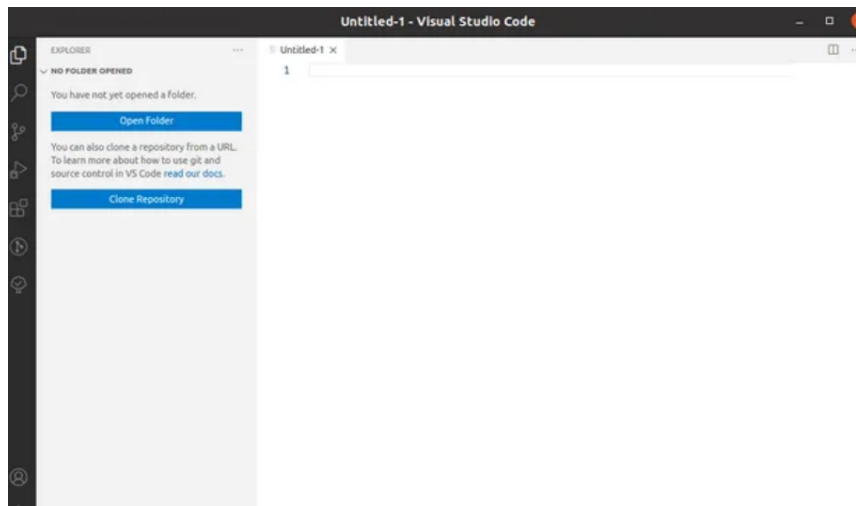 Untitled-1 - Visual Studio Code
EXPLORER
Untitled-1
NO FOLDER OPENED
1
You have not yet opened a folder.
Open Folder
You can also clone a repository from a URL.
To learn more about how to use git and
source control in VS Code read our docs.
Clone Repository